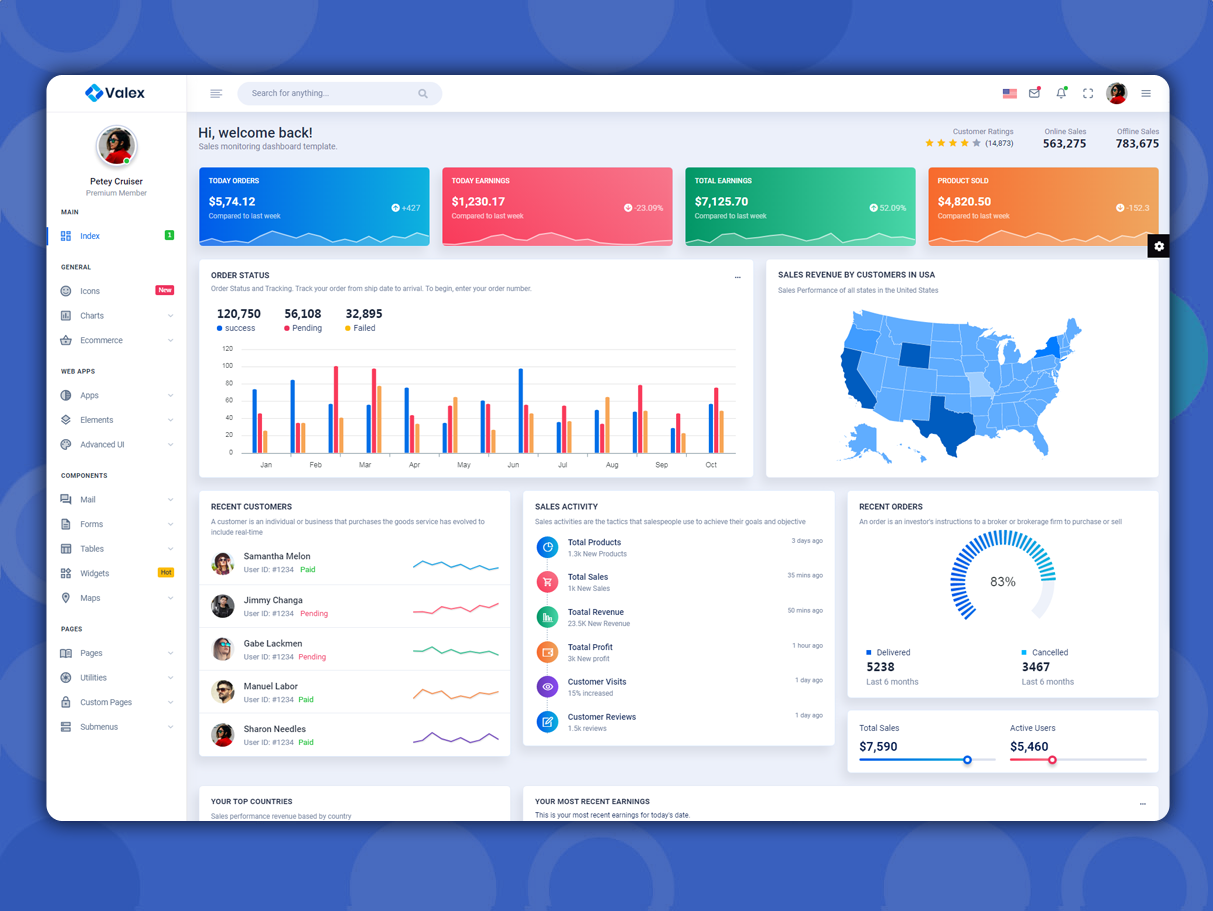 Valex
Search for anything...
Petey Cruiser
Premium Member
MAIN
Index
1
GENERAL
Icons
New
Charts
Ecommerce
WEB APPS
Apps
Elements
Advanced UI
COMPONENTS
Mail
Forms
Tables
Widgets
Hot
Maps
PAGES
Pages
Utilities
Custom Pages
Submenus
Hi, welcome back!
Sales monitoring dashboard template.
Customer Ratings
(14,873)
Online Sales
563,275
Offline Sales
783,675
TODAY ORDERS
$5,74.12
Compared to last week
+427
TODAY EARNINGS
$1,230.17
Compared to last week
-23.09%
TOTAL EARNINGS
$7,125.70
Compared to last week
52.09%
PRODUCT SOLD
$4,820.50
Compared to last week
-152.3
ORDER STATUS
...
Order Status and Tracking. Track your order from ship date to arrival. To begin, enter your order number.
120,750
success
56,108
Pending
32,895
Failed
120
100
80
60
40
20
0
Jan Feb Mar Apr May Jun Jul Aug Sep Oct
SALES REVENUE BY CUSTOMERS IN USA
Sales Performance of all states in the United States
RECENT CUSTOMERS
A customer is an individual or business that purchases the goods service has evolved to
include real-time
Samantha Melon
User ID: #1234 Paid
Jimmy Changa
User ID: #1234 Pending
Gabe Lackmen
User ID: #1234 Pending
Manuel Labor
User ID: #1234 Paid
Sharon Needles
User ID: #1234 Paid
SALES ACTIVITY
Sales activities are the tactics that salespeople use to achieve their goals and objective
Total Products
3 days ago
1.3k New Products
Total Sales
35 mins ago
1k New Sales
Toatal Revenue
50 mins ago
23.5K New Revenue
Toatal Profit
1 hour ago
3k New profit
Customer Visits
1 day ago
15% increased
Customer Reviews
1 day ago
1.5k reviews
RECENT ORDERS
An order is an investor's instructions to a broker or brokerage firm to purchase or sell
83%
Delivered
5238
Last 6 months
Cancelled
3467
Last 6 months
Total Sales
$7,590
Active Users
$5,460
YOUR TOP COUNTRIES
Sales performance revenue based by country
YOUR MOST RECENT EARNINGS
...
This is your most recent earnings for today's date.